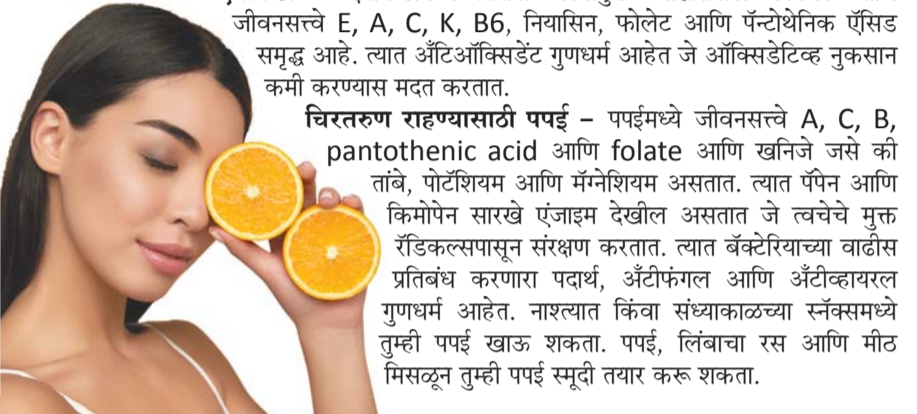 जीवनसत्त्वे E, A, C, K, B6, नियासिन, फोलेट आणि पॅन्टोथेनिक ऍसिड
समृद्ध आहे. त्यात अँटिऑक्सिडेंट गुणधर्म आहेत जे ऑक्सिडेटिव्ह नुकसान
कमी करण्यास मदत करतात.
चिरतरुण राहण्यासाठी पपई – पपईमध्ये जीवनसत्त्वे A, C, B,
pantothenic acid आणि folate आणि खनिजे जसे की
तांबे, पोटॅशियम आणि मॅग्नेशियम असतात. त्यात पॅपेन आणि
किमोपेन सारखे एंजाइम देखील असतात जे त्वचेचे मुक्त
रॅडिकल्सपासून संरक्षण करतात. त्यात बॅक्टेरियाच्या वाढीस
प्रतिबंध करणारा पदार्थ, अँटीफंगल आणि अँटीव्हायरल
गुणधर्म आहेत. नाश्त्यात किंवा संध्याकाळच्या स्नॅक्समध्ये
तुम्ही पपई खाऊ शकता. पपई, लिंबाचा रस आणि मीठ
मिसळून तुम्ही पपई स्मूदी तयार करू शकता.